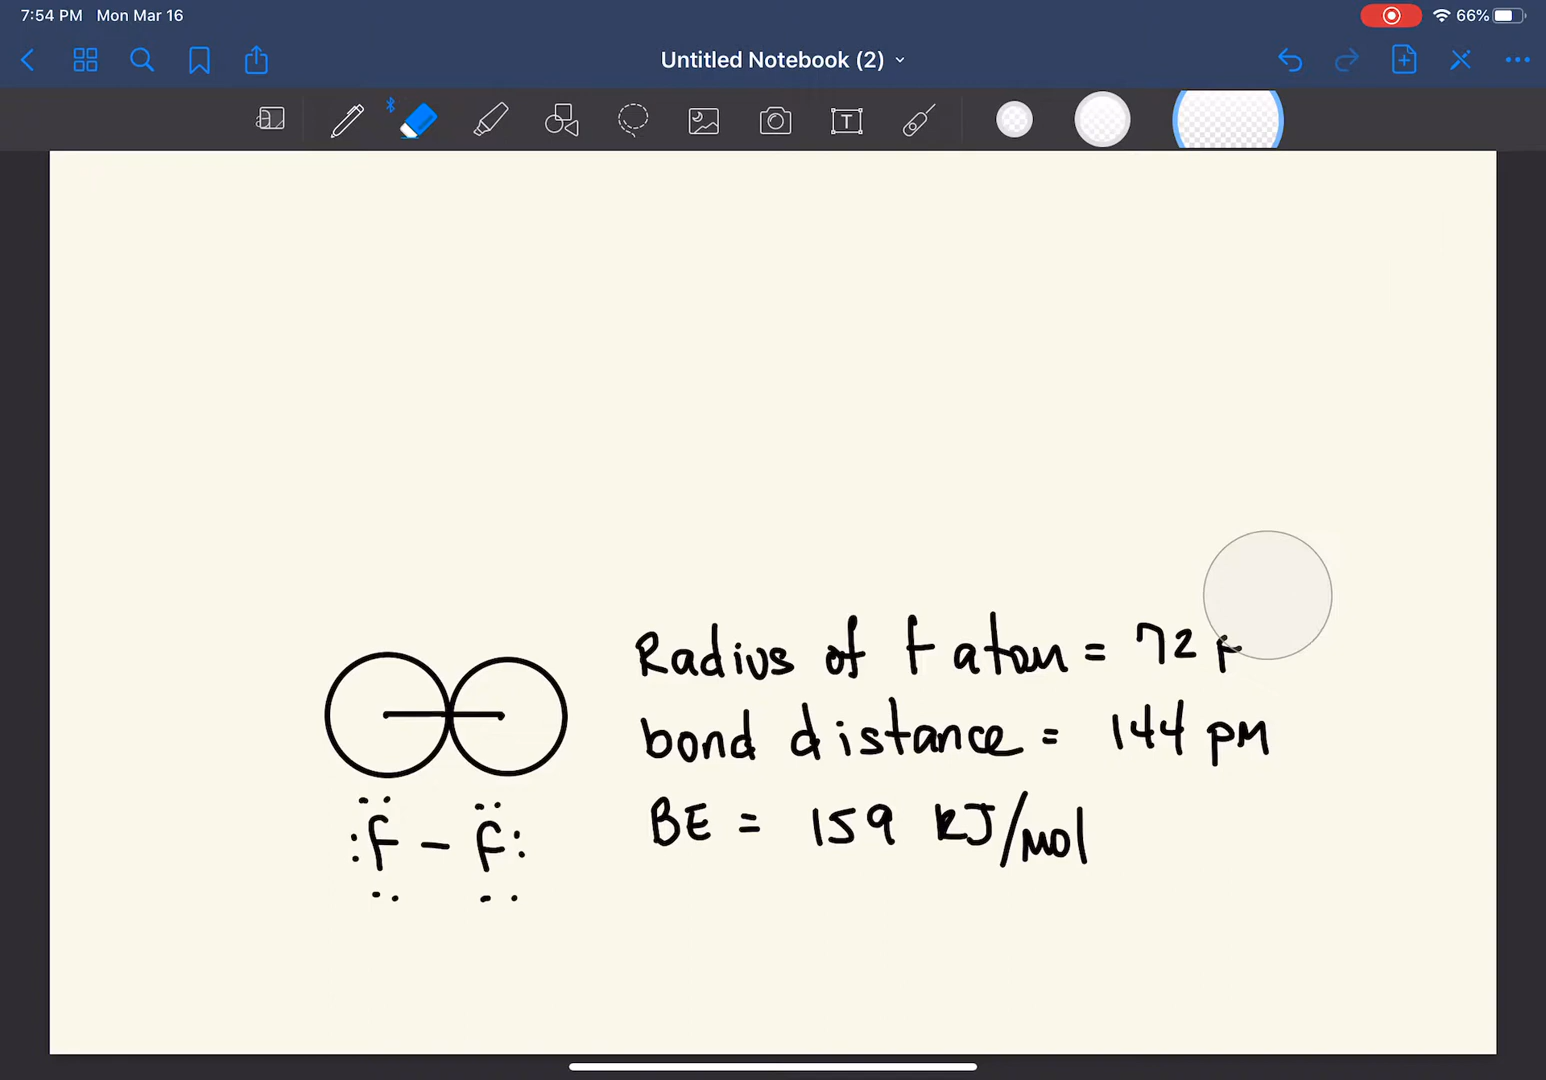 7:54 PM Mon Mar 16
66%
Untitled Notebook (2)
T
Radius of F atom = 72
bond distance = 144 pm
BE = 159 kJ/mol
:F̈ - F̈: